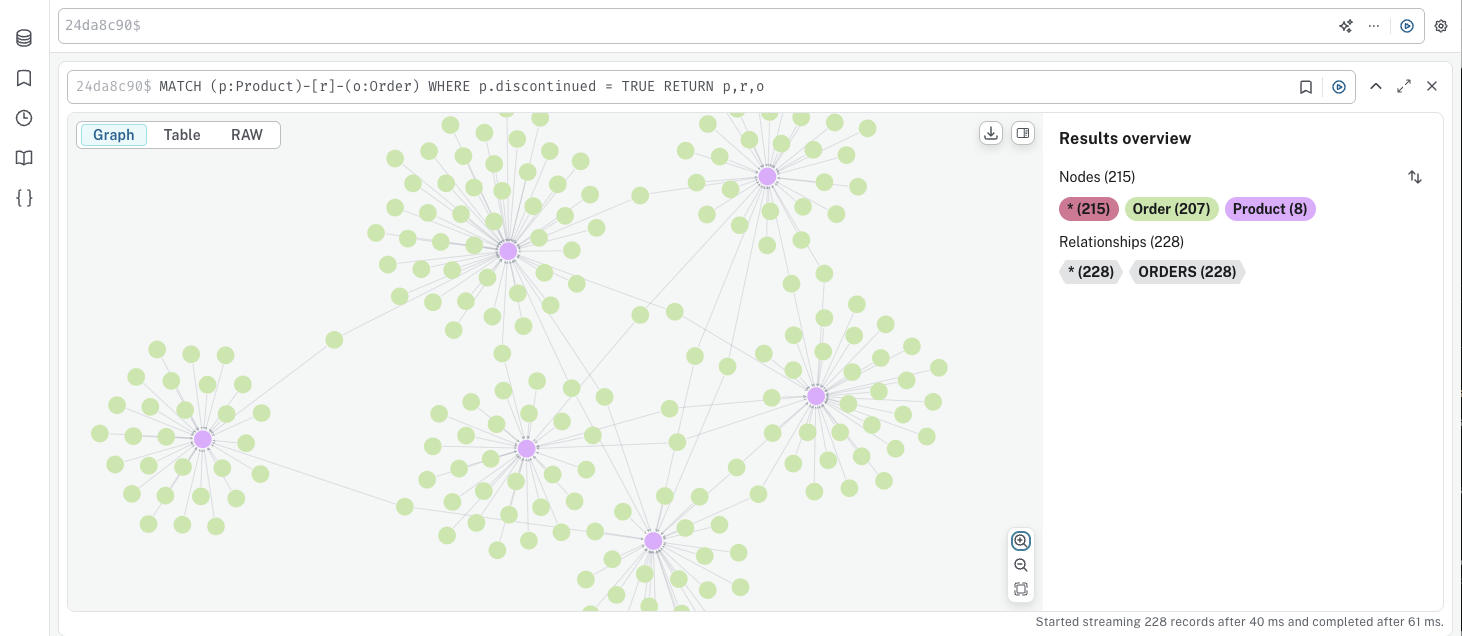 24da8c90$
24da8c90$ MATCH (p:Product)-[r]-(o:Order) WHERE p.discontinued = TRUE RETURN p,r,o
Graph Table RAW
Results overview
Nodes (215)
* (215) Order (207) Product (8)
Relationships (228)
* (228) ORDERS (228)
Started streaming 228 records after 40 ms and completed after 61 ms.